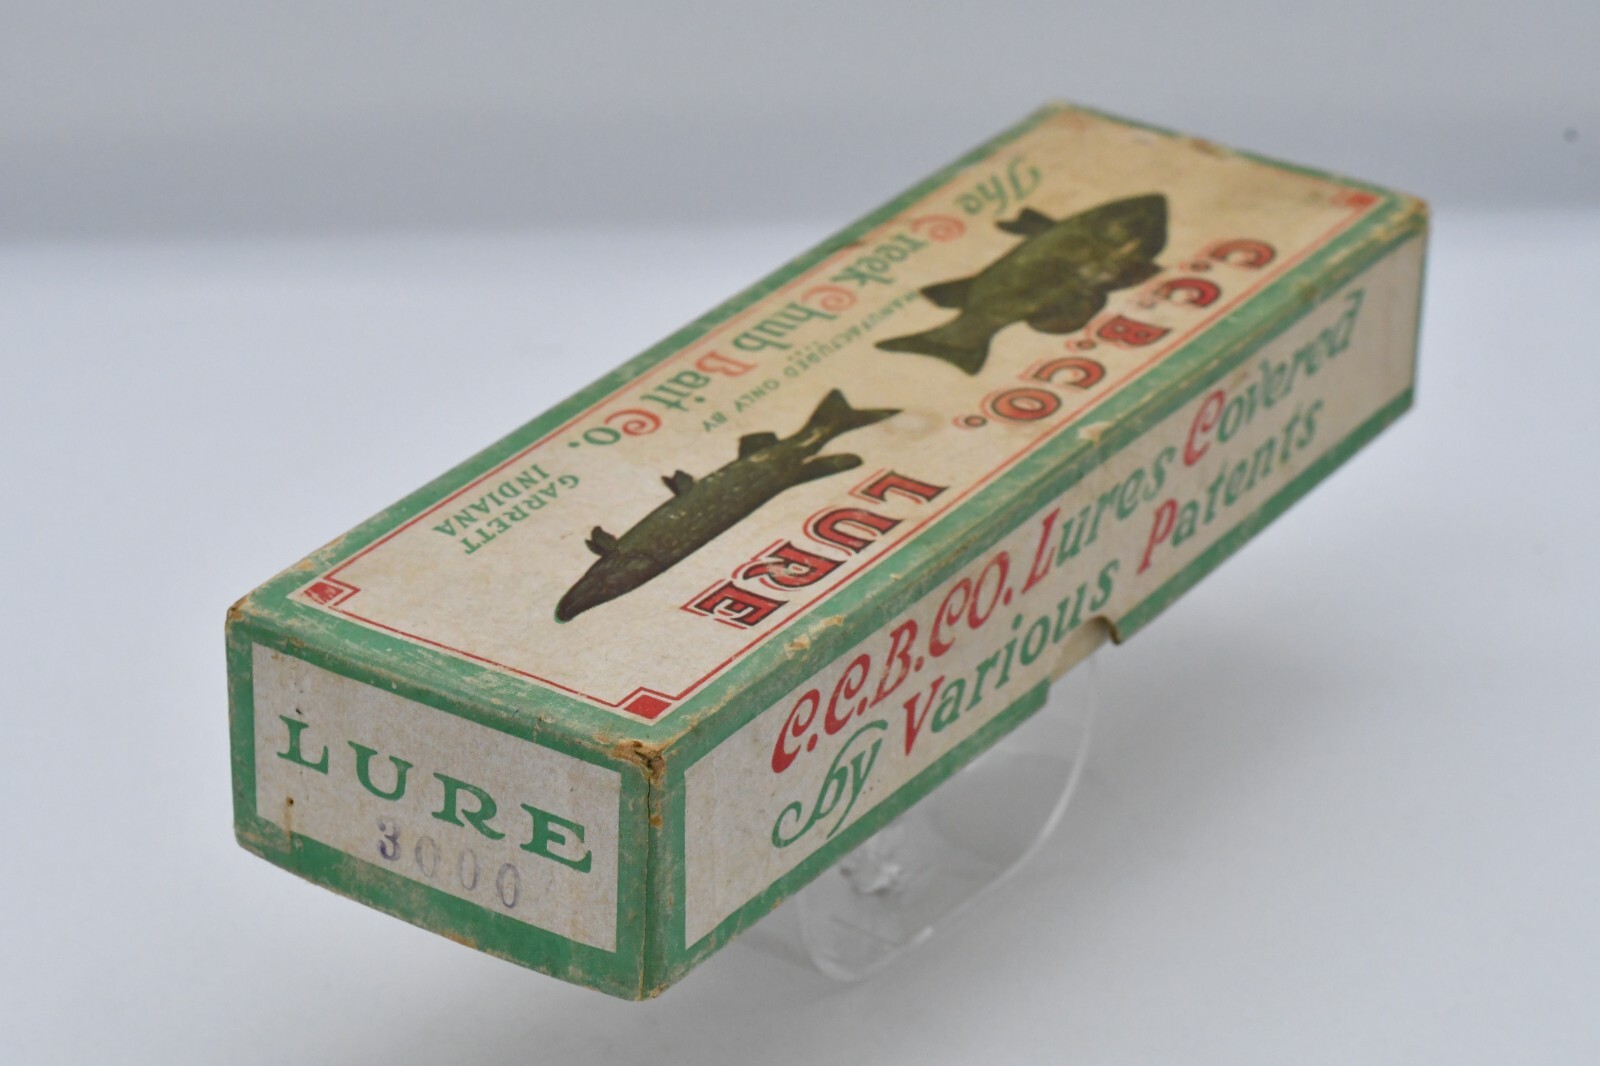 C.C.B.CO. LURE
MANUFACTURED ONLY BY
The Creek Chub Bait Co.
GARRETT
INDIANA
C.C.B.CO. Lures Covered
by Various Patents
LURE
3000